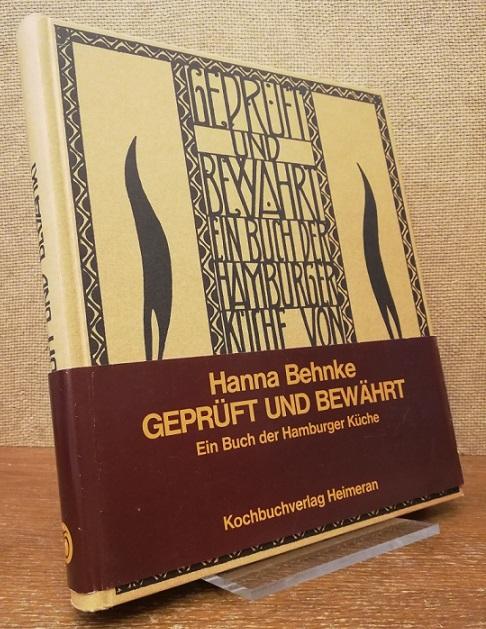 GEPRÜFT
UND
BEWÄHRT
EIN BUCH DER
HAMBURGER
KÜCHE VON
Hanna Behnke
GEPRÜFT UND BEWÄHRT
Ein Buch der Hamburger Küche
Kochbuchverlag Heimeran